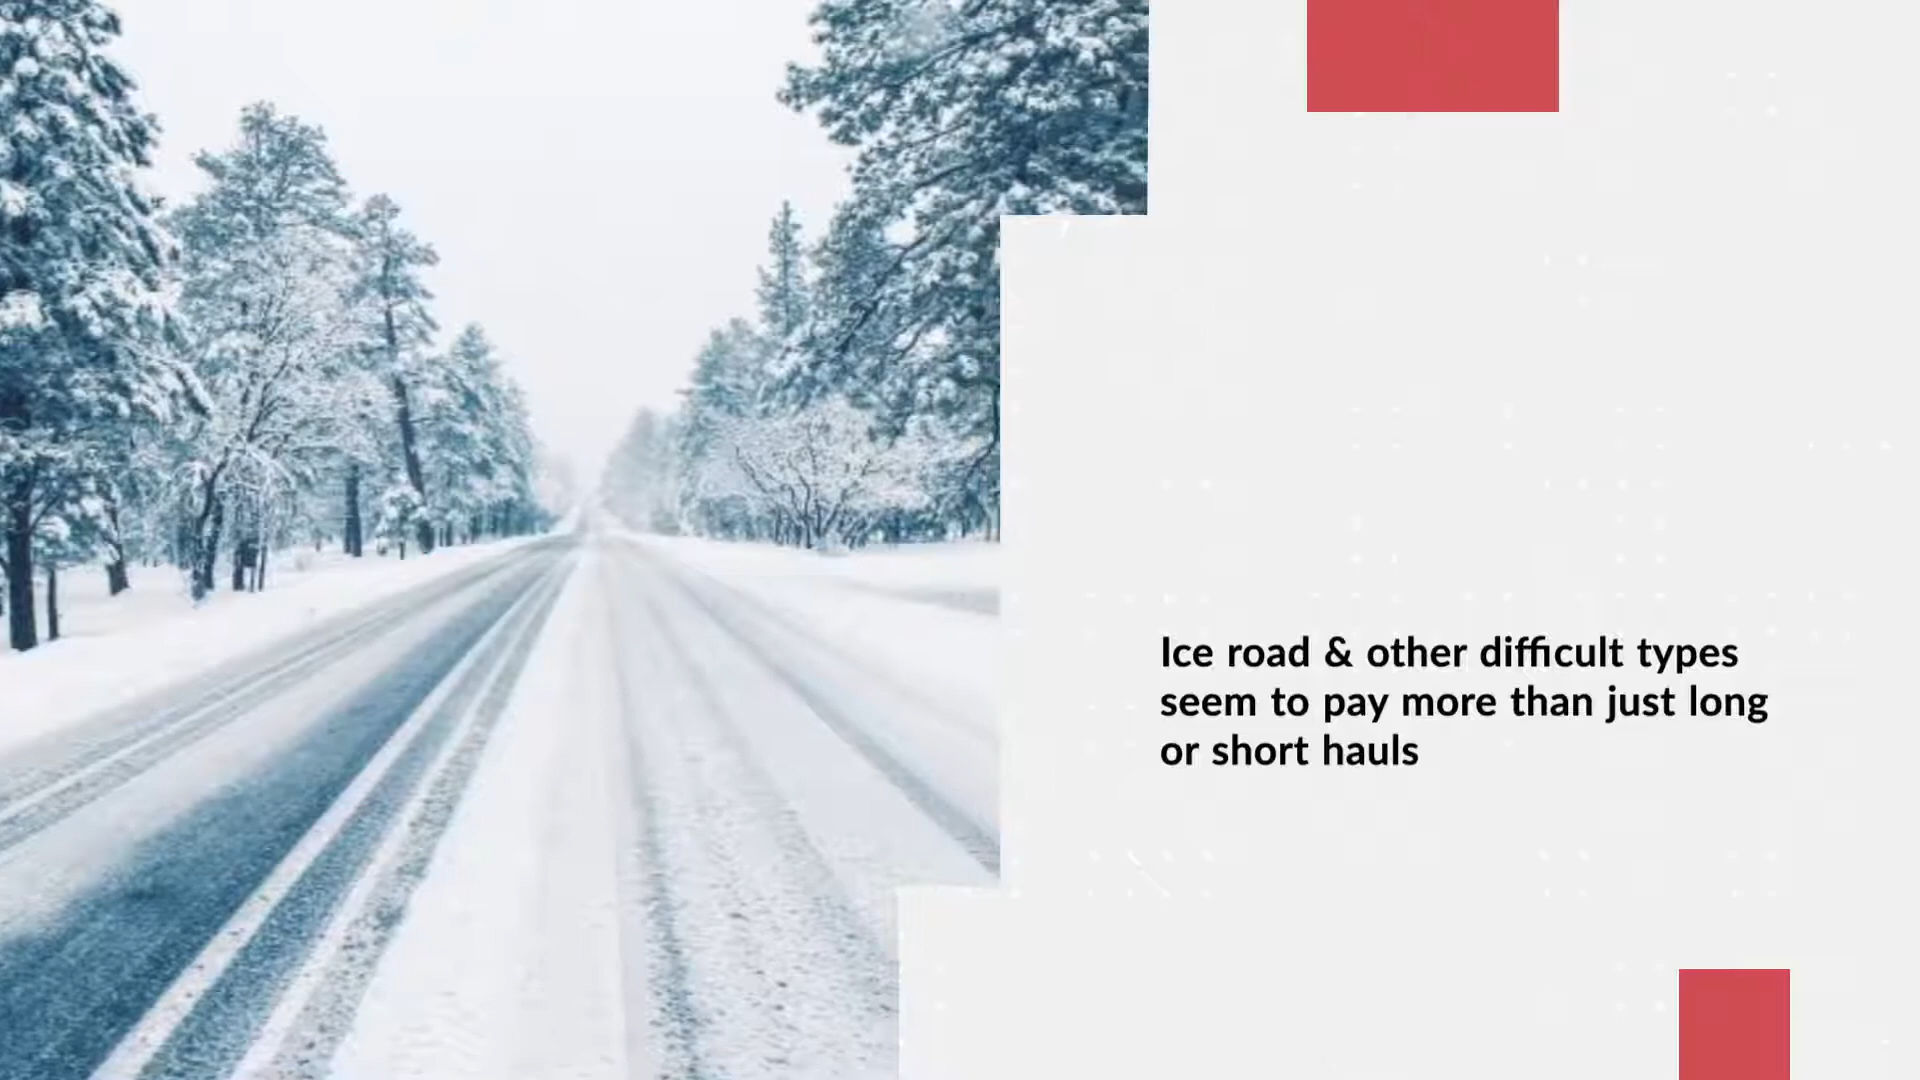 Ice road & other difficult types
seem to pay more than just long
or short hauls